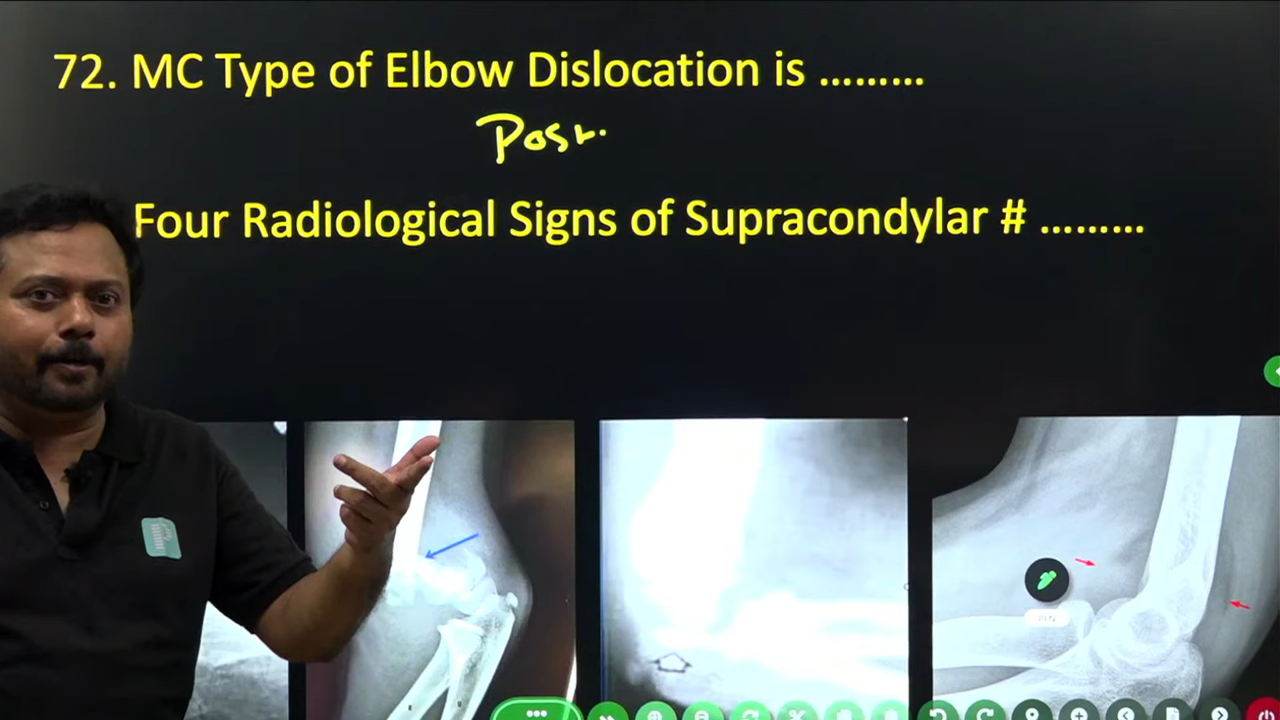 72. MC Type of Elbow Dislocation is .........
Post.
Four Radiological Signs of Supracondylar # .........